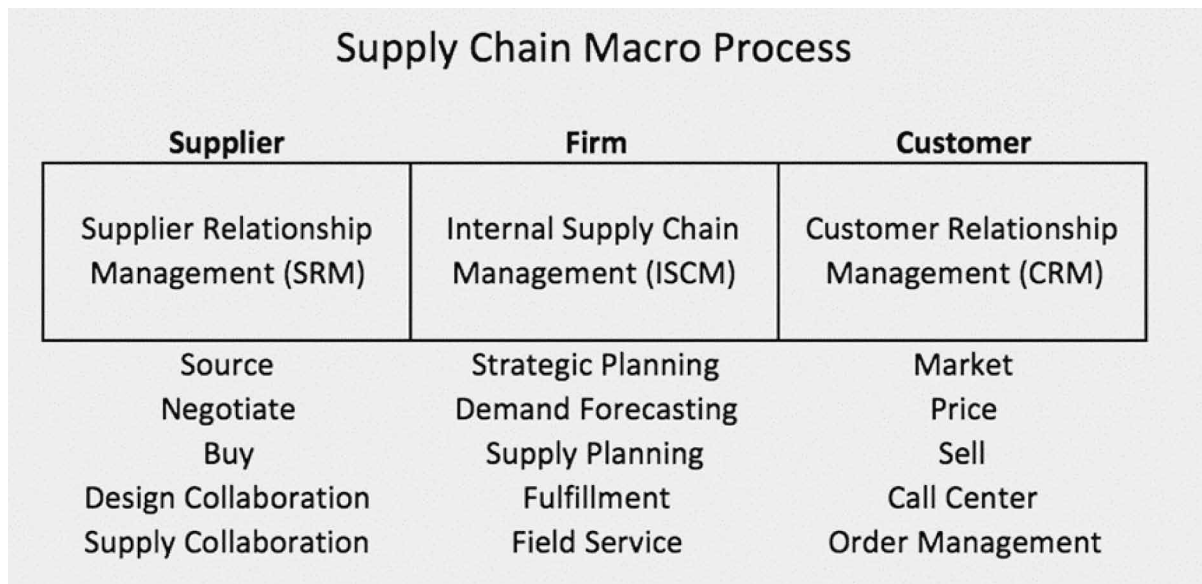 Supply Chain Macro Process
Supplier Firm Customer
Supplier Relationship
Management (SRM)
Internal Supply Chain
Management (ISCM)
Customer Relationship
Management (CRM)
Source Strategic Planning Market
Negotiate Demand Forecasting Price
Buy Supply Planning Sell
Design Collaboration Fulfillment Call Center
Supply Collaboration Field Service Order Management